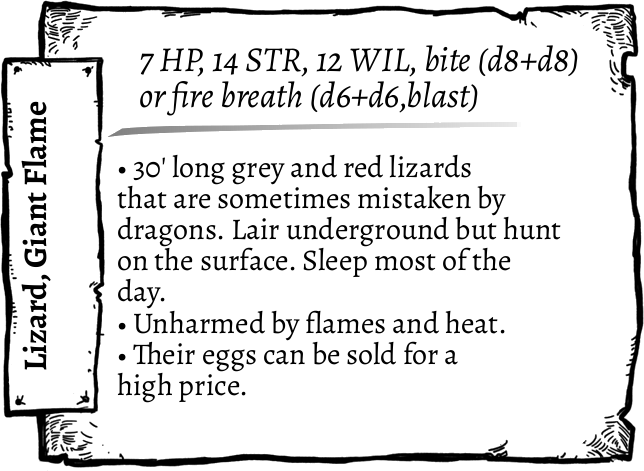 Lizard, Giant Flame
7 HP, 14 STR, 12 WIL, bite (d8+d8)
or fire breath (d6+d6,blast)
• 30' long grey and red lizards
that are sometimes mistaken by
dragons. Lair underground but hunt
on the surface. Sleep most of the
day.
• Unharmed by flames and heat.
• Their eggs can be sold for a
high price.